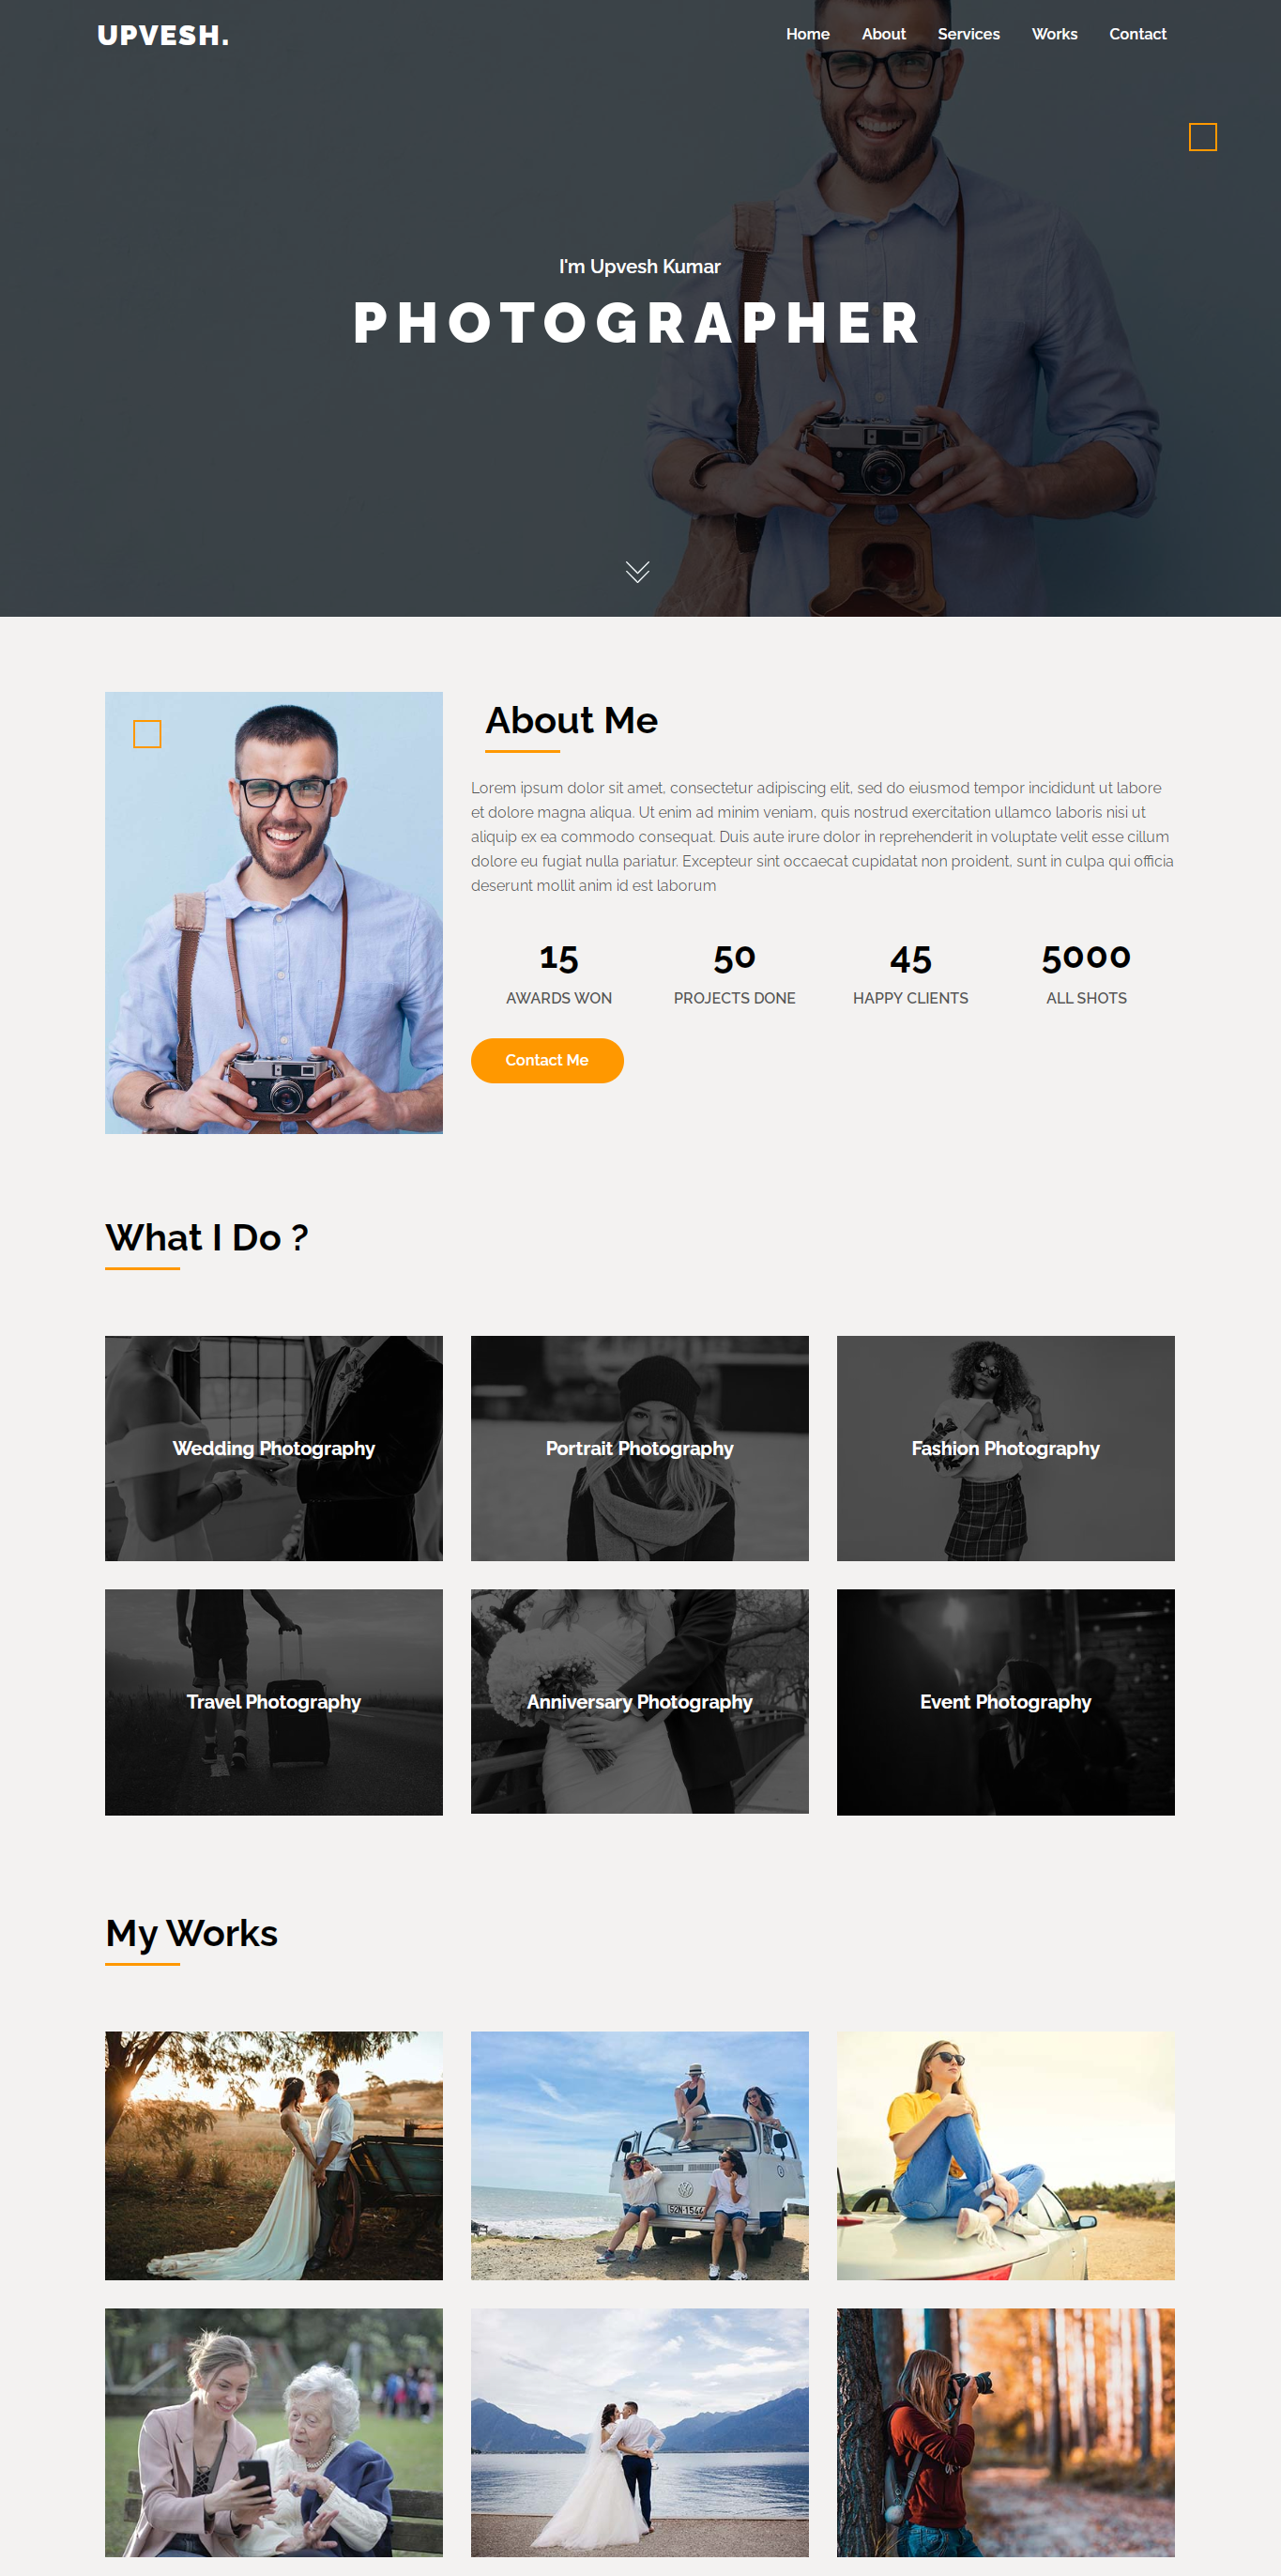 UPVESH.
Home About Services Works Contact
I'm Upvesh Kumar
PHOTOGRAPHER
About Me
Lorem ipsum dolor sit amet, consectetur adipiscing elit, sed do eiusmod tempor incididunt ut labore
et dolore magna aliqua. Ut enim ad minim veniam, quis nostrud exercitation ullamco laboris nisi ut
aliquip ex ea commodo consequat. Duis aute irure dolor in reprehenderit in voluptate velit esse cillum
dolore eu fugiat nulla pariatur. Excepteur sint occaecat cupidatat non proident, sunt in culpa qui officia
deserunt mollit anim id est laborum
15 50 45 5000
AWARDS WON PROJECTS DONE HAPPY CLIENTS ALL SHOTS
Contact Me
What I Do ?
Wedding Photography Portrait Photography Fashion Photography
Travel Photography Anniversary Photography Event Photography
My Works
52N-1544